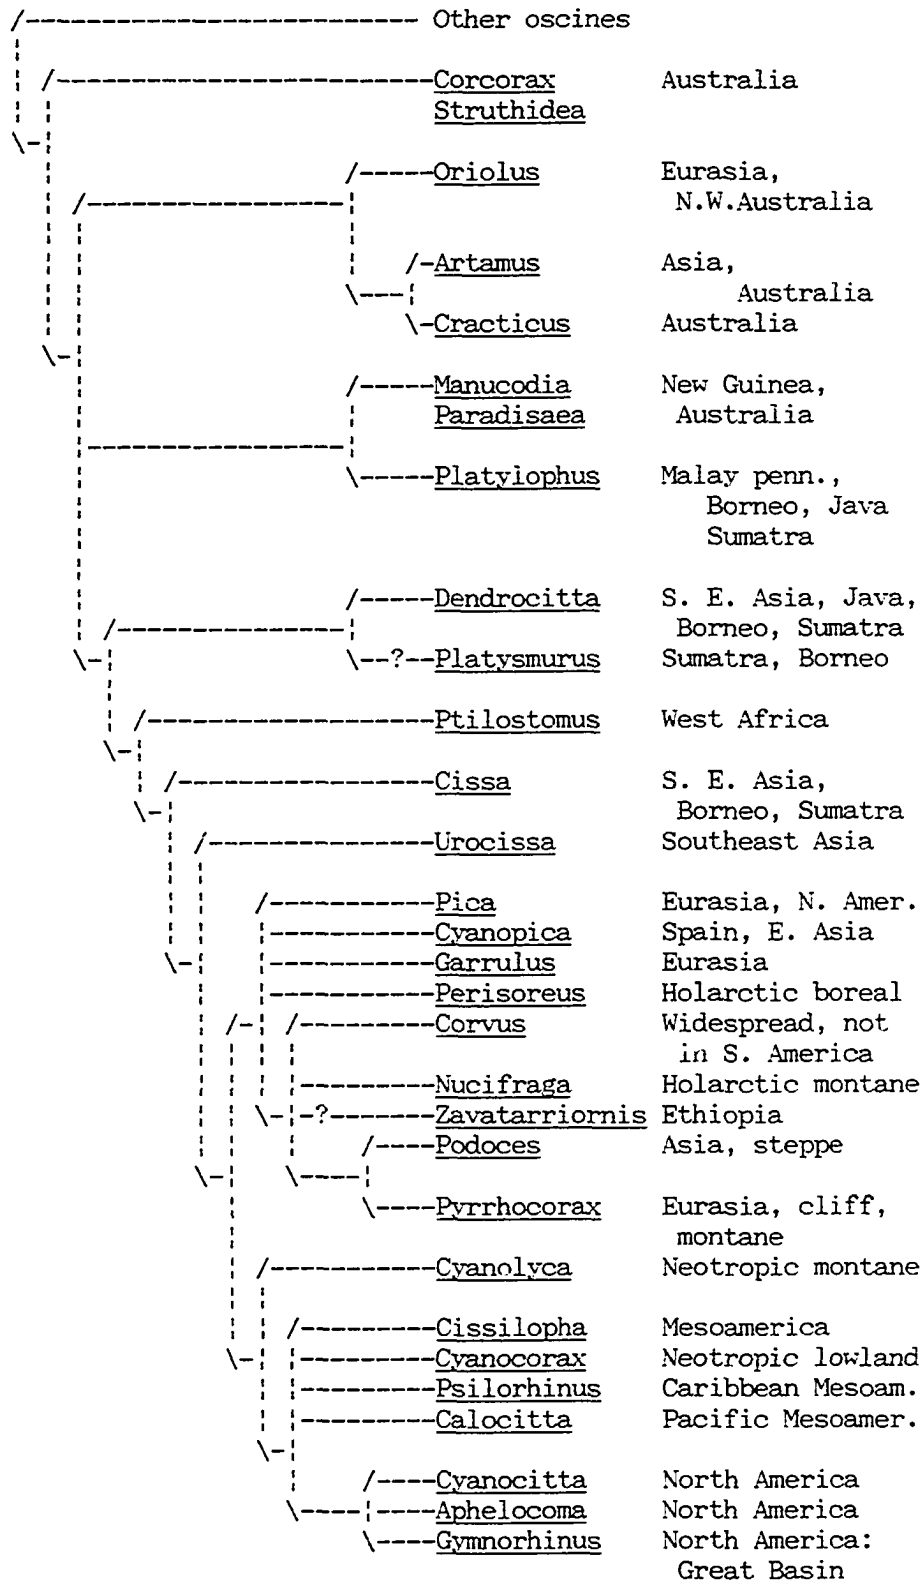 Other oscines
Corcorax Australia
Struthidea
Oriolus Eurasia,
N.W.Australia
Artamus Asia,
Australia
Cracticus Australia
Manucodia New Guinea,
Paradisaea Australia
Platylophus Malay penn.,
Borneo, Java
Sumatra
Dendrocitta S. E. Asia, Java,
Borneo, Sumatra
?
Platysmurus Sumatra, Borneo
Ptilostomus West Africa
Cissa S. E. Asia,
Borneo, Sumatra
Urocissa Southeast Asia
Pica Eurasia, N. Amer.
Cyanopica Spain, E. Asia
Garrulus Eurasia
Perisoreus Holarctic boreal
Corvus Widespread, not
in S. America
Nucifraga Holarctic montane
? Zavatarriornis Ethiopia
Podoces Asia, steppe
Pyrrhocorax Eurasia, cliff,
montane
Cyanolyca Neotropic montane
Cissilopha Mesoamerica
Cyanocorax Neotropic lowland
Psilorhinus Caribbean Mesoam.
Calocitta Pacific Mesoamer.
Cyanocitta North America
Aphelocoma North America
Gymnorhinus North America:
Great Basin